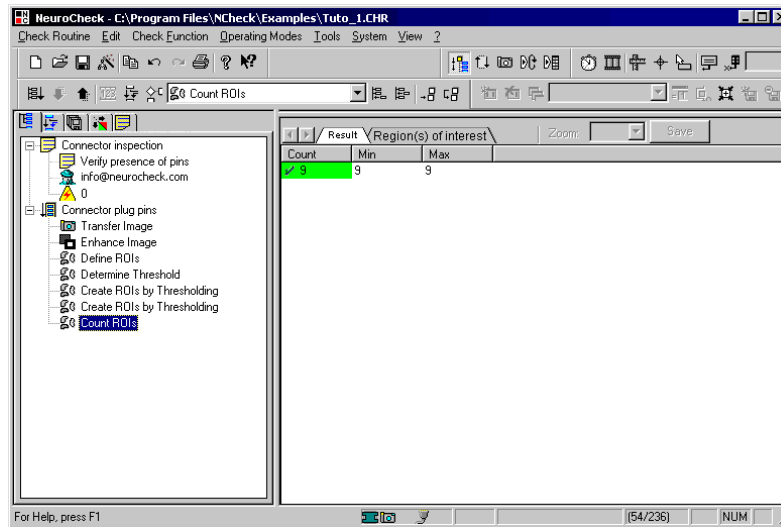 NeuroCheck - C:\Program Files\NCheck\Examples\Tuto_1.CHR
Check Routine Edit Check Function Operating Modes Tools System View ?
Count ROIs
Result Region(s) of interest Zoom: Save
Count Min Max
9 9 9
Connector inspection
Verify presence of pins
info@neurocheck.com
0
Connector plug pins
Transfer Image
Enhance Image
Define ROIs
Determine Threshold
Create ROIs by Thresholding
Create ROIs by Thresholding
Count ROIs
For Help, press F1 (54/236) NUM